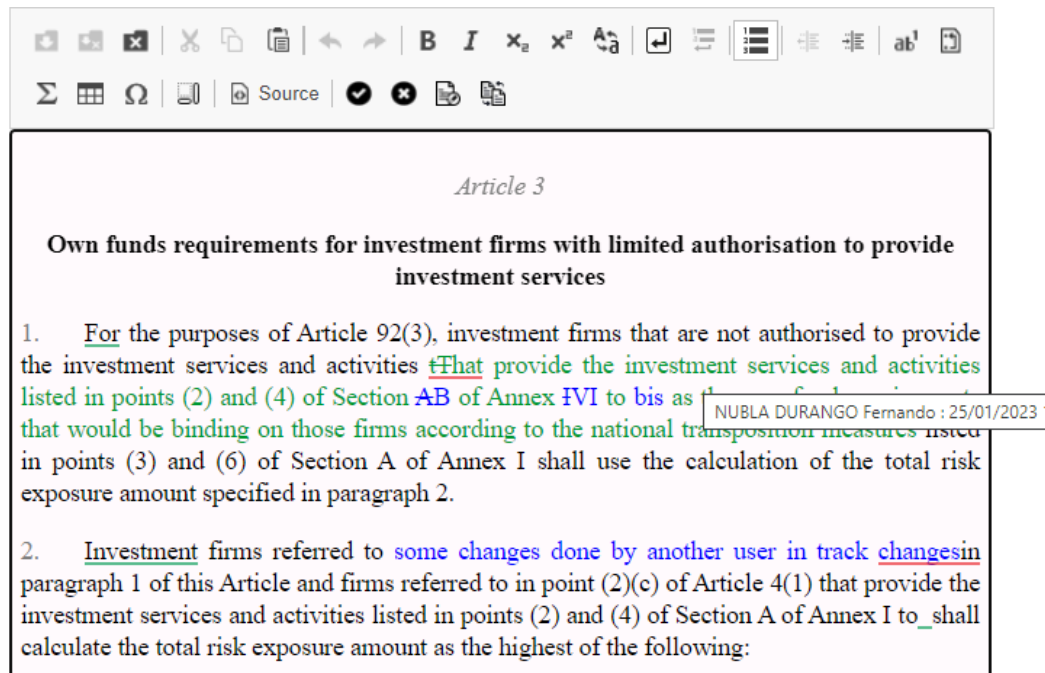 Source
Article 3
Own funds requirements for investment firms with limited authorisation to provide
investment services
1. For the purposes of Article 92(3), investment firms that are not authorised to provide
the investment services and activities tThat provide the investment services and activities
listed in points (2) and (4) of Section AB of Annex IVI to bis as
NUBLA DURANGO Fernando : 25/01/2023
that would be binding on those firms according to the national transposition measures listed
in points (3) and (6) of Section A of Annex I shall use the calculation of the total risk
exposure amount specified in paragraph 2.
2. Investment firms referred to some changes done by another user in track changesin
paragraph 1 of this Article and firms referred to in point (2)(c) of Article 4(1) that provide the
investment services and activities listed in points (2) and (4) of Section A of Annex I to_shall
calculate the total risk exposure amount as the highest of the following: